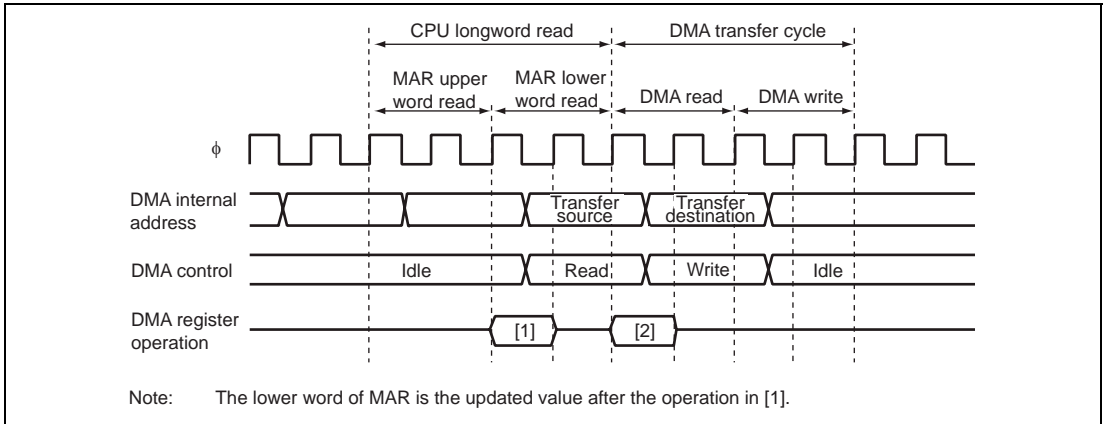 CPU longword read DMA transfer cycle
MAR upper
word read
MAR lower
word read
DMA read DMA write
ϕ
DMA internal
address
Transfer
source
Transfer
destination
DMA control Idle Read Write Idle
DMA register
operation
[1] [2]
Note: The lower word of MAR is the updated value after the operation in [1].